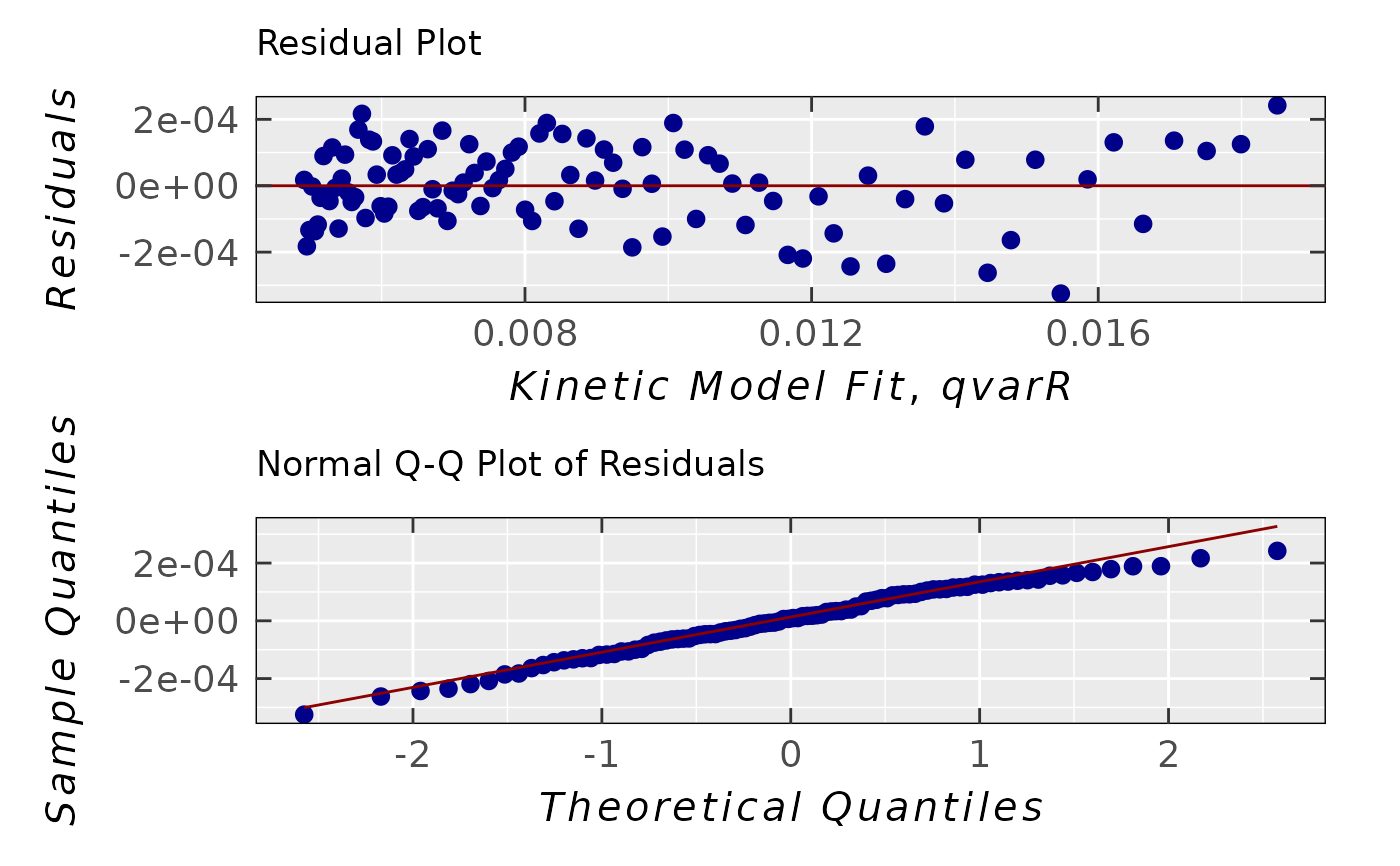 Residual Plot
Residuals
2e-04
0e+00
-2e-04
0.008 0.012 0.016
Kinetic Model Fit, qvarR
Normal Q-Q Plot of Residuals
Sample Quantiles
2e-04
0e+00
-2e-04
-2 -1 0 1 2
Theoretical Quantiles